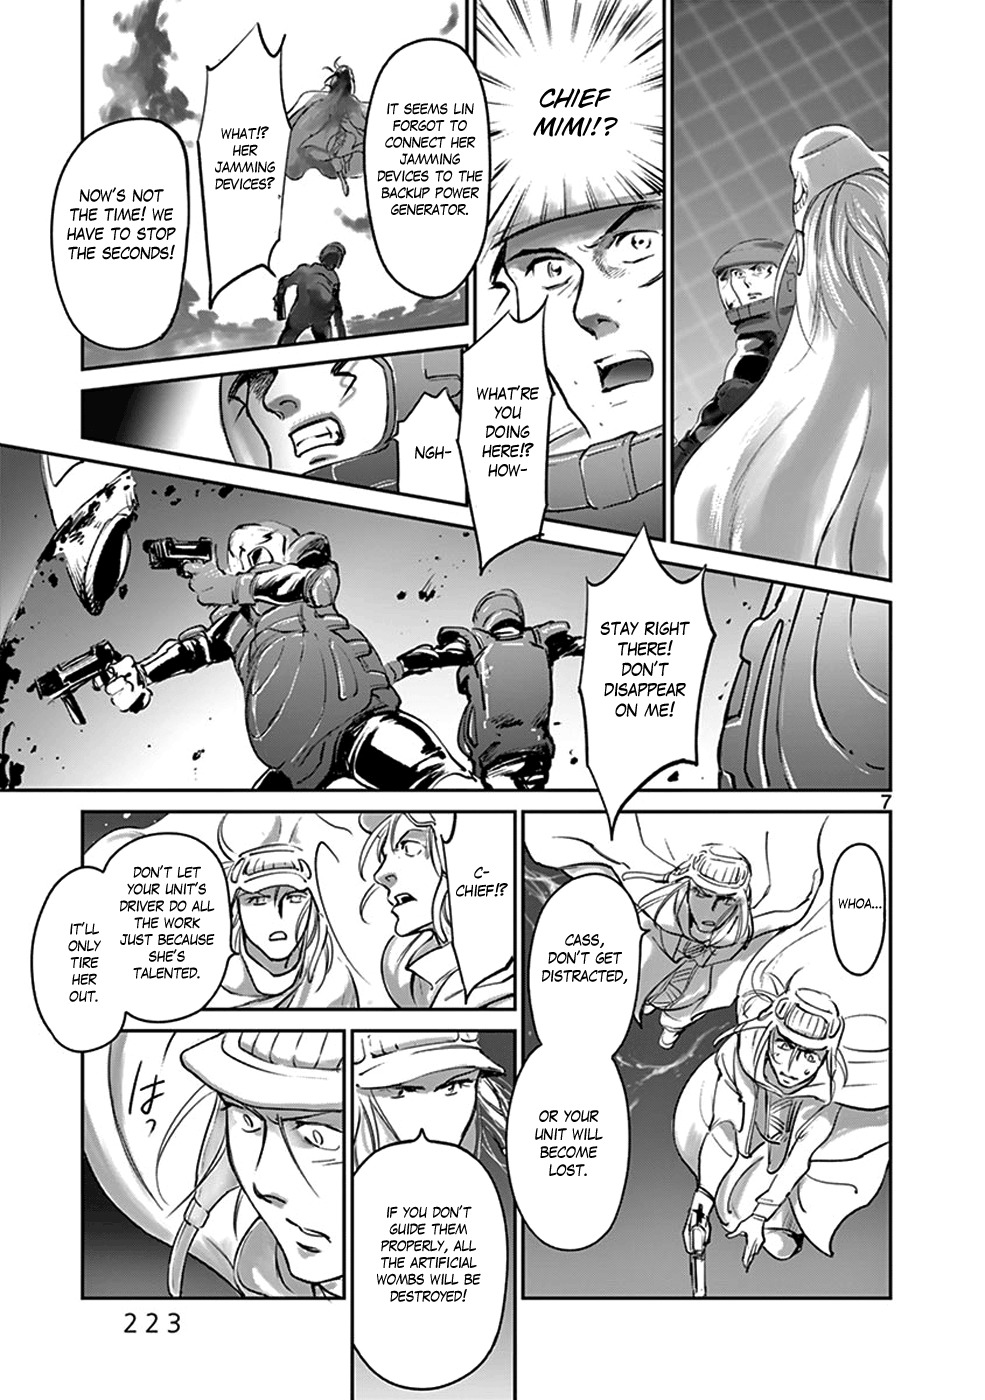 CHIEF
MIMI!?
WHAT'RE
YOU
DOING
HERE!?
HOW-
IT SEEMS LIN
FORGOT TO
CONNECT HER
JAMMING
DEVICES TO THE
BACKUP POWER
GENERATOR.
WHAT!?
HER
JAMMING
DEVICES?
NOW'S NOT
THE TIME! WE
HAVE TO STOP
THE SECONDS!
NGH-
STAY RIGHT
THERE!
DON'T
DISAPPEAR
ON ME!
7
WHOA...
CASS,
DON'T GET
DISTRACTED,
OR YOUR
UNIT WILL
BECOME
LOST.
C-
CHIEF!?
DON'T LET
YOUR UNIT'S
DRIVER DO ALL
THE WORK
JUST BECAUSE
SHE'S
TALENTED.
IT'LL
ONLY
TIRE
HER
OUT.
IF YOU DON'T
GUIDE THEM
PROPERLY, ALL
THE ARTIFICIAL
WOMBS WILL BE
DESTROYED!
はっ
223